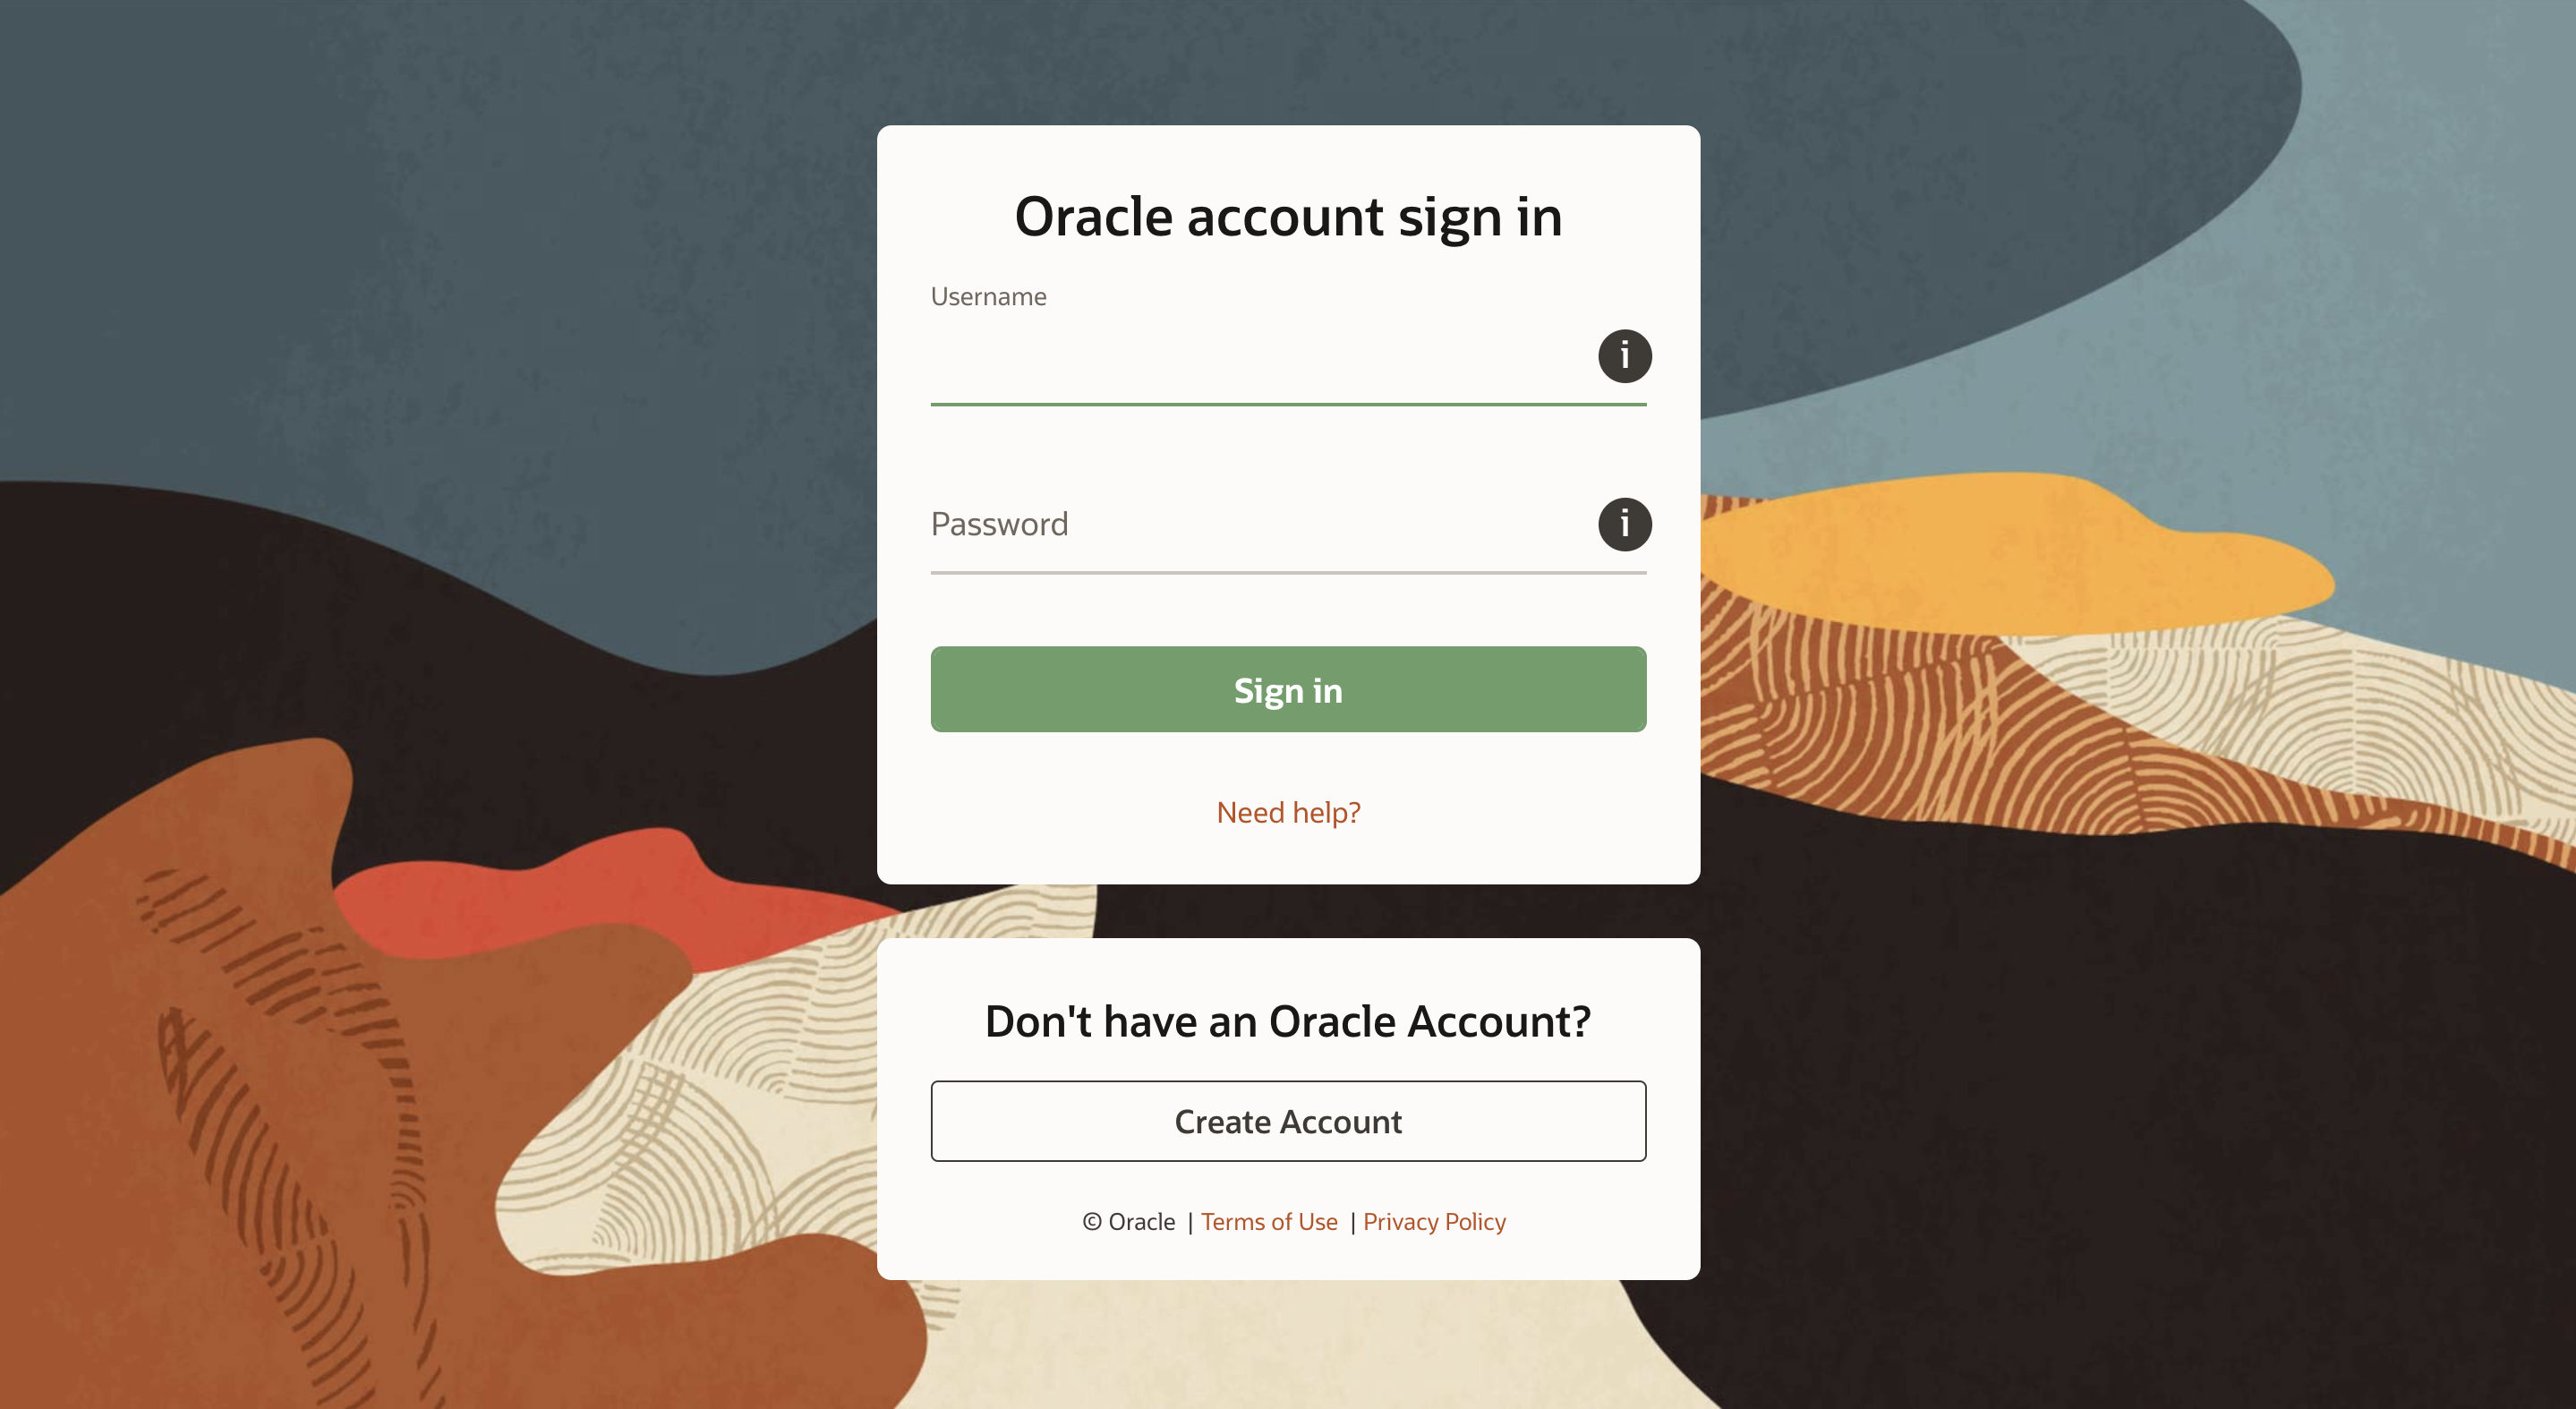 Oracle account sign in
Username
i
Password
i
Sign in
Need help?
Don't have an Oracle Account?
Create Account
© Oracle | Terms of Use | Privacy Policy